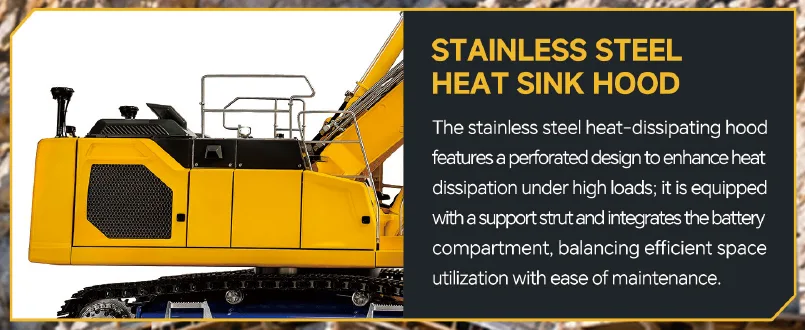 STAINLESS STEEL
HEAT SINK HOOD
The stainless steel heat-dissipating hood
features a perforated design to enhance heat
dissipation under high loads; it is equipped
with a support strut and integrates the battery
compartment, balancing efficient space
utilization with ease of maintenance.